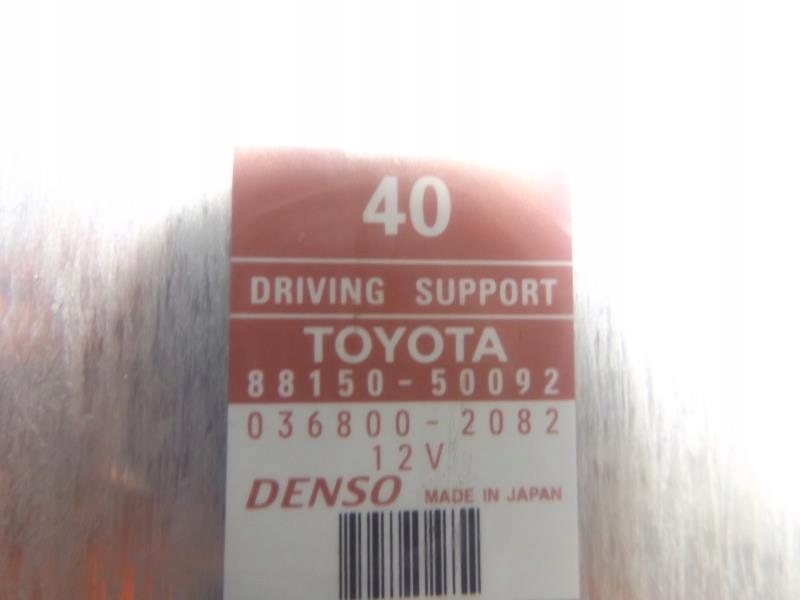 40
DRIVING SUPPORT
TOYOTA
88150-50092
036800-2082
12V
DENSO MADE IN JAPAN